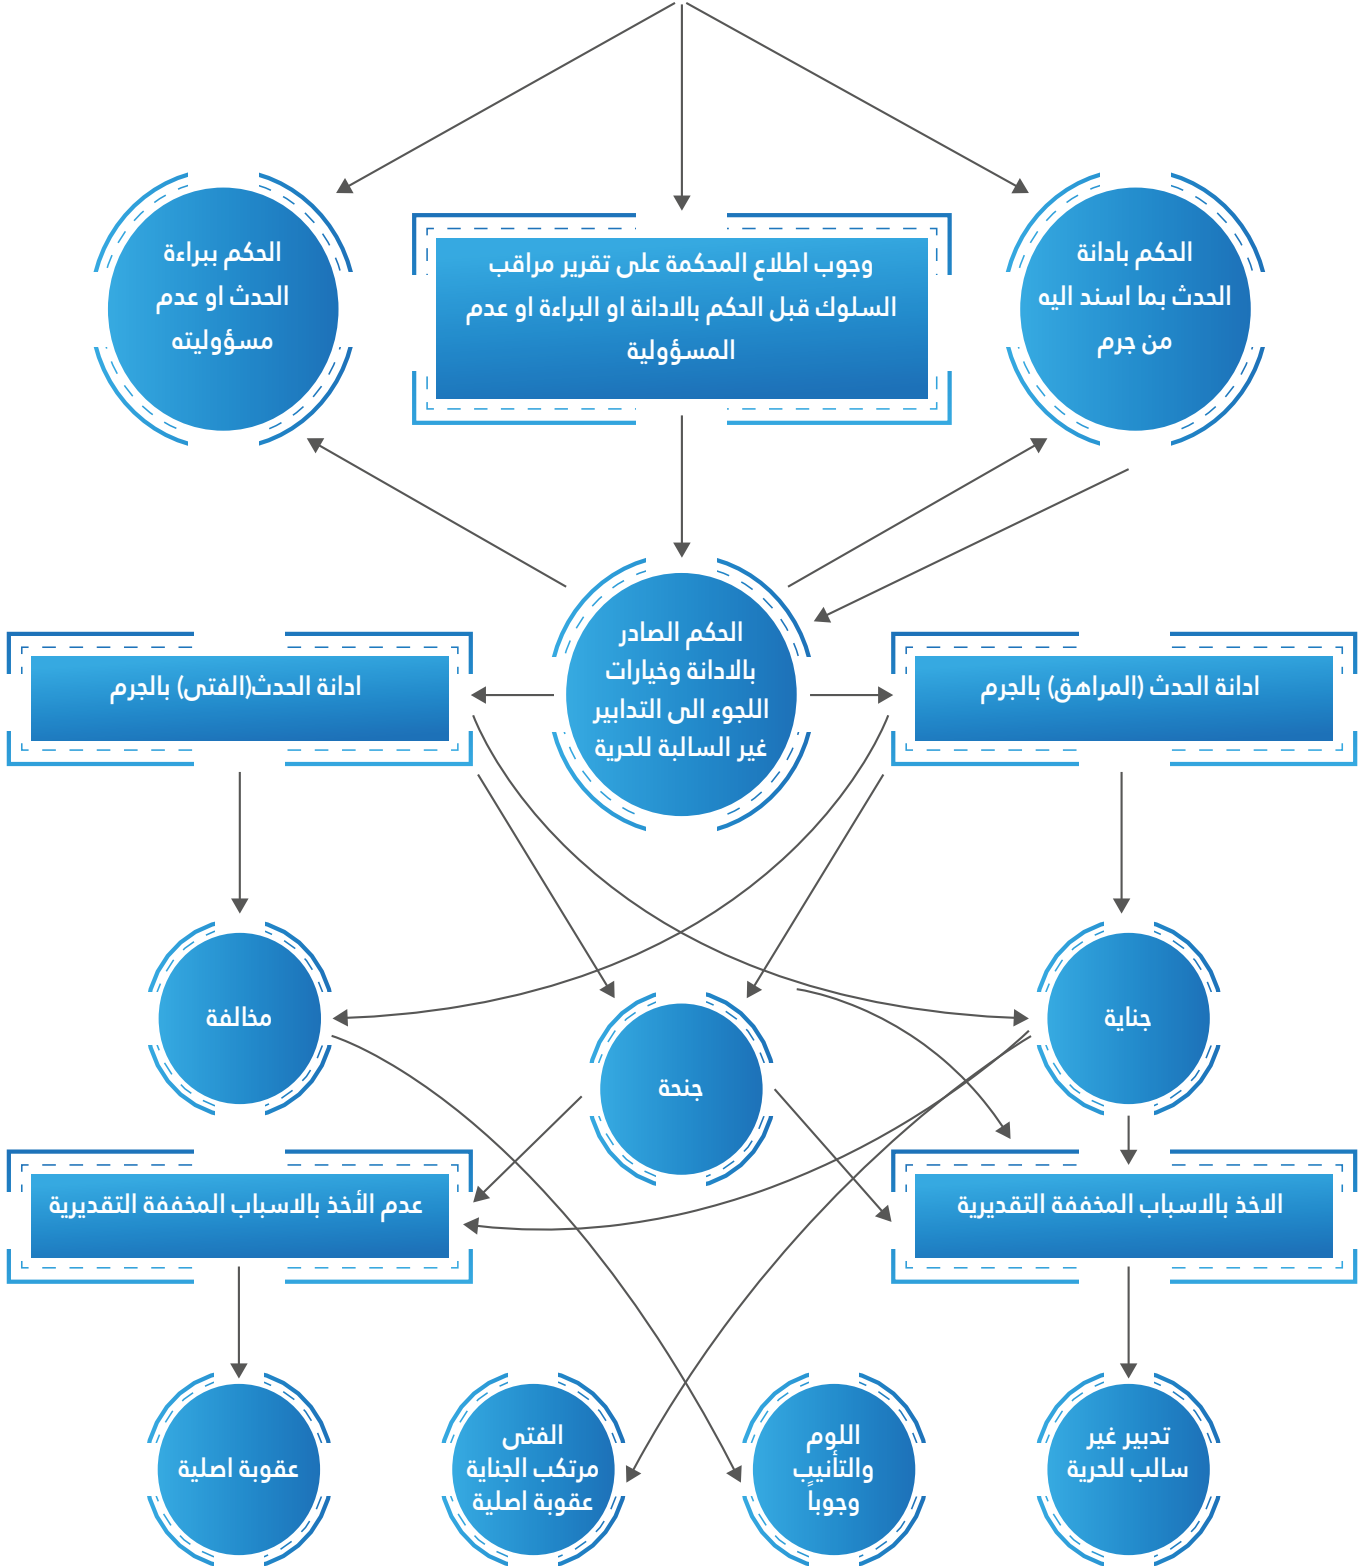 الحكم بادانة
الحدث بما اسند اليه
من جرم
وجوب اطلاع المحكمة على تقرير مراقب
السلوك قبل الحكم بالادانة او البراءة او عدم
المسؤولية
الحكم ببراءة
الحدث او عدم
مسؤوليته
الحكم الصادر
بالادانة وخيارات
اللجوء الى التدابير
غير السالبة للحرية
ادانة الحدث (المراهق) بالجرم
ادانة الحدث(الفتى) بالجرم
جناية
جنحة
مخالفة
الاخذ بالاسباب المخففة التقديرية
عدم الأخذ بالاسباب المخففة التقديرية
تدبير غير
سالب للحرية
اللوم
والتأنيب
وجوباً
الفتى
مرتكب الجناية
عقوبة اصلية
عقوبة اصلية